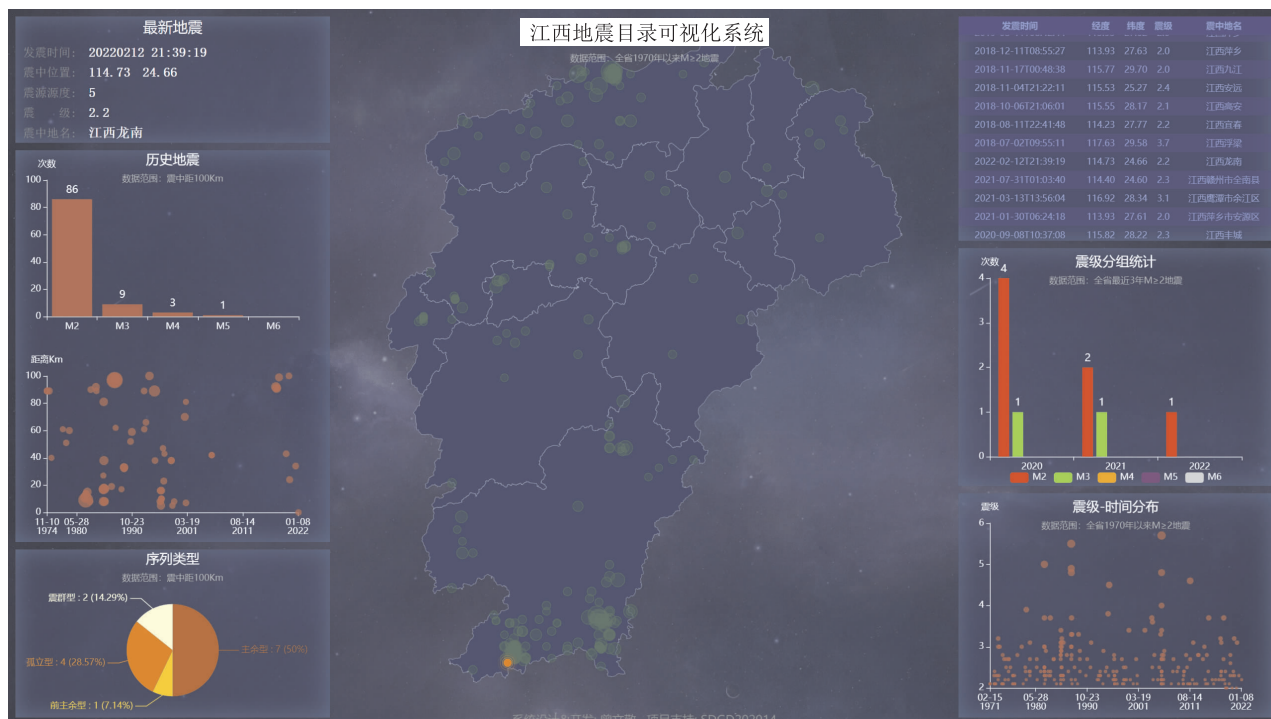 江西地震目录可视化系统
数据范围: 全省1970年以来M≥2地震
最新地震
发震时间: 20220212 21:39:19
震中位置: 114.73 24.66
震源源度: 5
震 级: 2.2
震中地名: 江西龙南
历史地震
数据范围: 震中距100Km
次数
100
80
60
40
20
0
86
9
3
1
M2 M3 M4 M5 M6
距离Km
100
80
60
40
20
0
11-10 05-28 10-23 03-19 08-14 01-08
1974 1980 1990 2001 2011 2022
序列类型
数据范围: 震中距100Km
震群型 : 2 (14.29%)
主余型 : 7 (50%)
孤立型 : 4 (28.57%)
前主余型 : 1 (7.14%)
发震时间 经度 纬度 震级 震中地名
2018-12-11T08:55:27 113.93 27.63 2.0 江西萍乡
2018-11-17T00:48:38 115.77 29.70 2.0 江西九江
2018-11-04T21:22:11 115.53 25.27 2.4 江西安远
2018-10-06T21:06:01 115.55 28.17 2.1 江西高安
2018-08-11T22:41:48 114.23 27.77 2.2 江西宜春
2018-07-02T09:55:11 117.63 29.58 3.7 江西浮梁
2022-02-12T21:39:19 114.73 24.66 2.2 江西龙南
2021-07-31T01:03:40 114.40 24.60 2.3 江西赣州市全南县
2021-03-13T13:56:04 116.92 28.34 3.1 江西鹰潭市余江区
2021-01-30T06:24:18 113.93 27.61 2.0 江西萍乡市安源区
2020-09-08T10:37:08 115.82 28.22 2.3 江西丰城
震级分组统计
数据范围: 全省最近3年M≥2地震
次数
4
3
2
1
0
4
1
2
1
1
2020 2021 2022
M2 M3 M4 M5 M6
震级-时间分布
数据范围: 全省1970年以来M≥2地震
震级
6
5
4
3
2
02-15 05-28 10-23 03-19 08-14 01-08
1971 1980 1990 2001 2011 2022